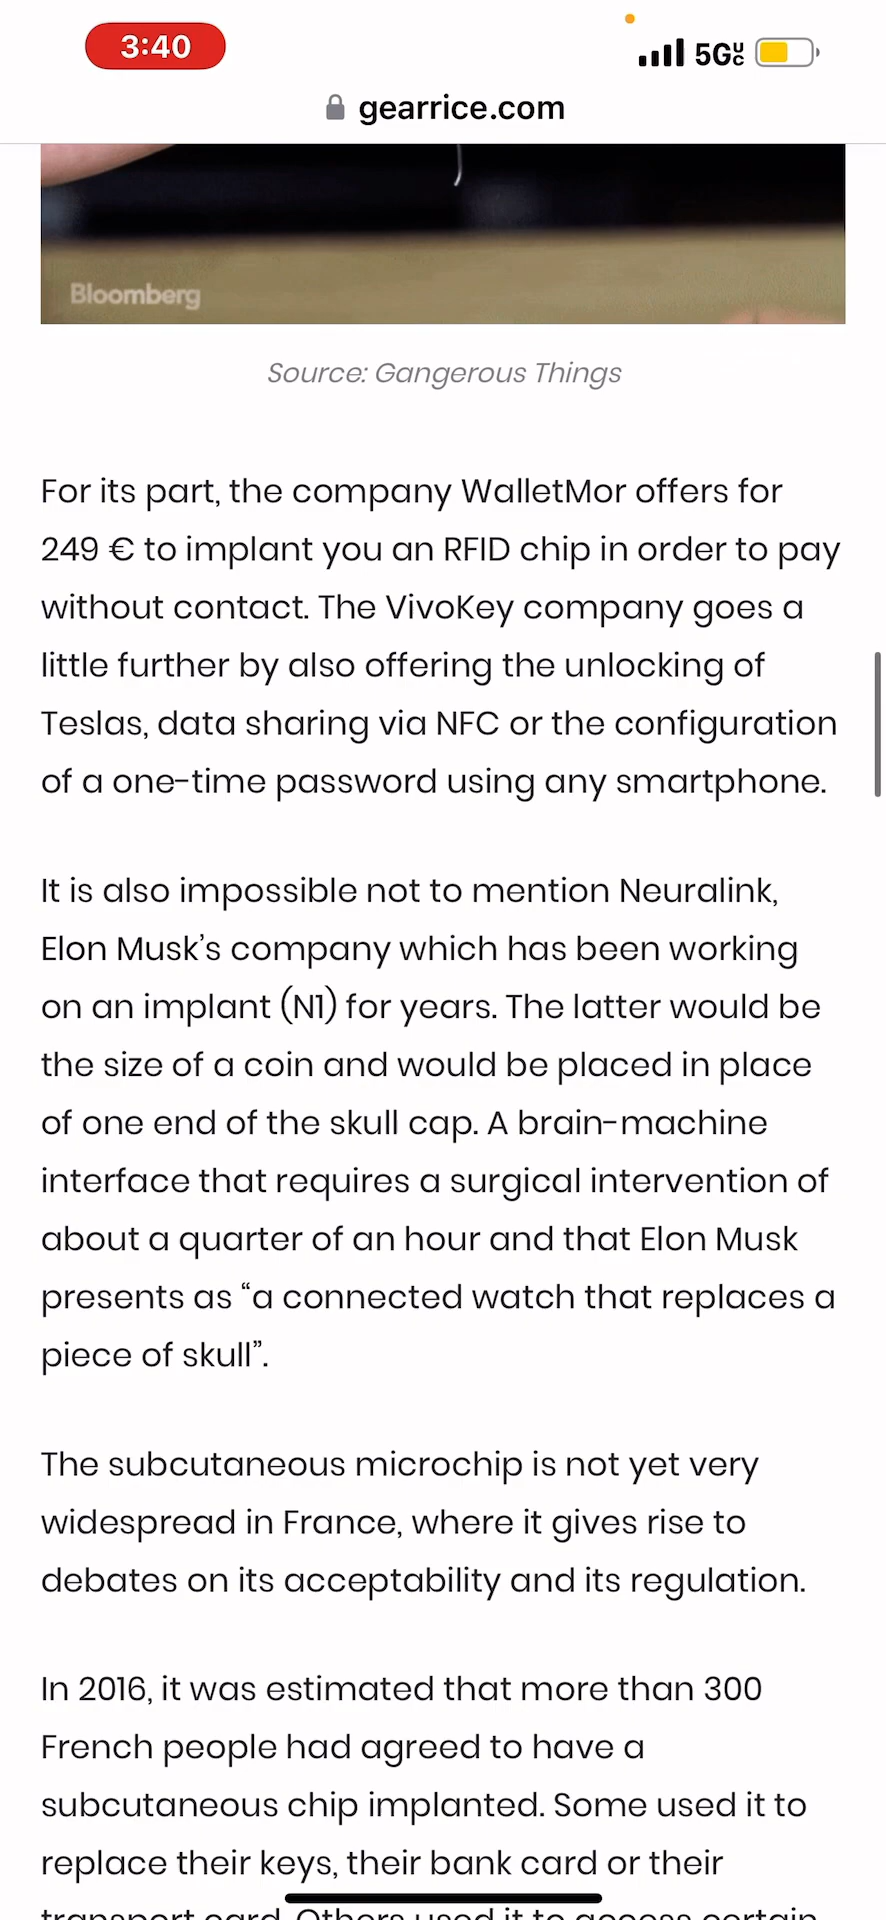 3:40
5G UC
gearrice.com
Bloomberg
Source: Gangerous Things
For its part, the company WalletMor offers for
249 € to implant you an RFID chip in order to pay
without contact. The VivoKey company goes a
little further by also offering the unlocking of
Teslas, data sharing via NFC or the configuration
of a one-time password using any smartphone.
It is also impossible not to mention Neuralink,
Elon Musk’s company which has been working
on an implant (N1) for years. The latter would be
the size of a coin and would be placed in place
of one end of the skull cap. A brain-machine
interface that requires a surgical intervention of
about a quarter of an hour and that Elon Musk
presents as “a connected watch that replaces a
piece of skull”.
The subcutaneous microchip is not yet very
widespread in France, where it gives rise to
debates on its acceptability and its regulation.
In 2016, it was estimated that more than 300
French people had agreed to have a
subcutaneous chip implanted. Some used it to
replace their keys, their bank card or their
transport card. Others used it to access certain